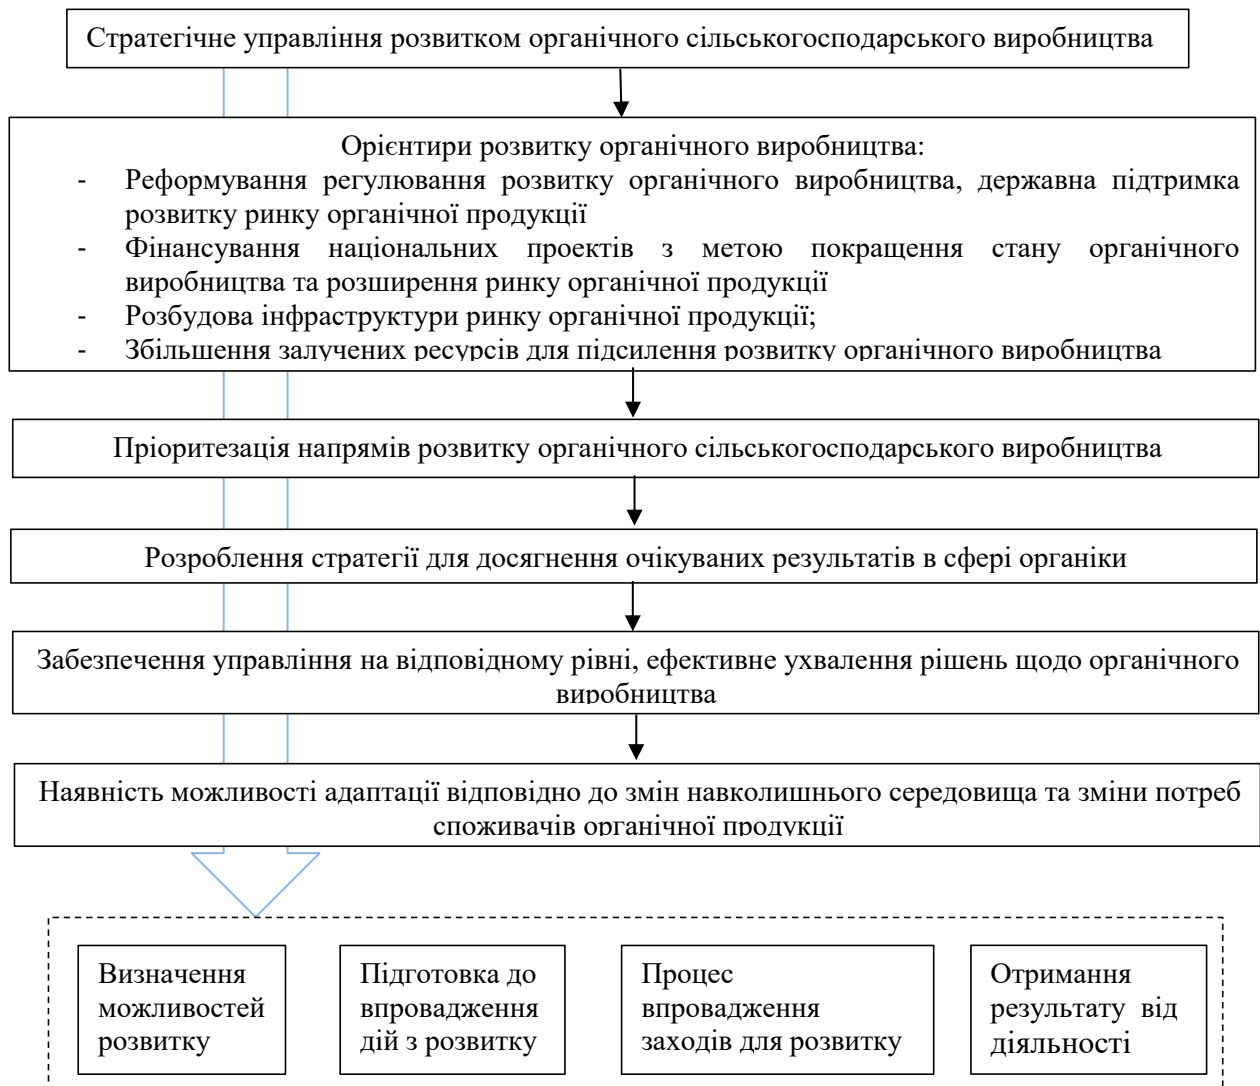 Стратегічне управління розвитком органічного сільськогосподарського виробництва
Орієнтири розвитку органічного виробництва:
- Реформування регулювання розвитку органічного виробництва, державна підтримка
розвитку ринку органічної продукції
- Фінансування національних проектів з метою покращення стану органічного
виробництва та розширення ринку органічної продукції
- Розбудова інфраструктури ринку органічної продукції;
- Збільшення залучених ресурсів для підсилення розвитку органічного виробництва
Пріоритезація напрямів розвитку органічного сільськогосподарського виробництва
Розроблення стратегії для досягнення очікуваних результатів в сфері органіки
Забезпечення управління на відповідному рівні, ефективне ухвалення рішень щодо органічного
виробництва
Наявність можливості адаптації відповідно до змін навколишнього середовища та зміни потреб
споживачів органічної продукції
Визначення
можливостей
розвитку
Підготовка до
впровадження
дій з розвитку
Процес
впровадження
заходів для розвитку
Отримання
результату від
діяльності